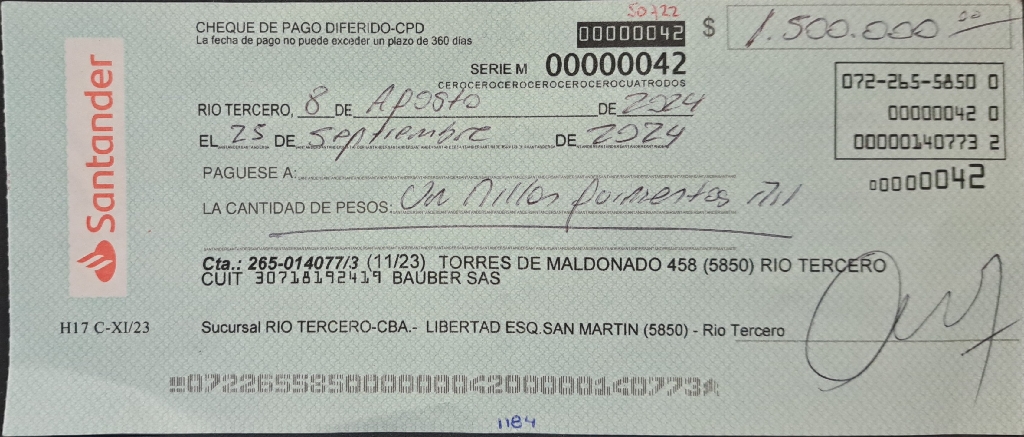 50722
CHEQUE DE PAGO DIFERIDO-CPD
La fecha de pago no puede exceder un plazo de 360 días
00000042
$ 1.500.000 00
SERIE M 00000042
CEROCEROCEROCEROCEROCEROCUATRODOS
072-265-5850 0
00000042 0
00000140773 2
00000042
RIO TERCERO, 8 DE Agosto DE 2024
EL 25 DE Septiembre DE 2024
PAGUESE A:
LA CANTIDAD DE PESOS: Un Millon quinientos Mil
Santander
Cta.: 265-014077/3 (11/23) TORRES DE MALDONADO 458 (5850) RIO TERCERO
CUIT 30718192419 BAUBER SAS
H17 C-XI/23
Sucursal RIO TERCERO-CBA.- LIBERTAD ESQ.SAN MARTIN (5850) - Rio Tercero
07226558500000004200000140773
1184